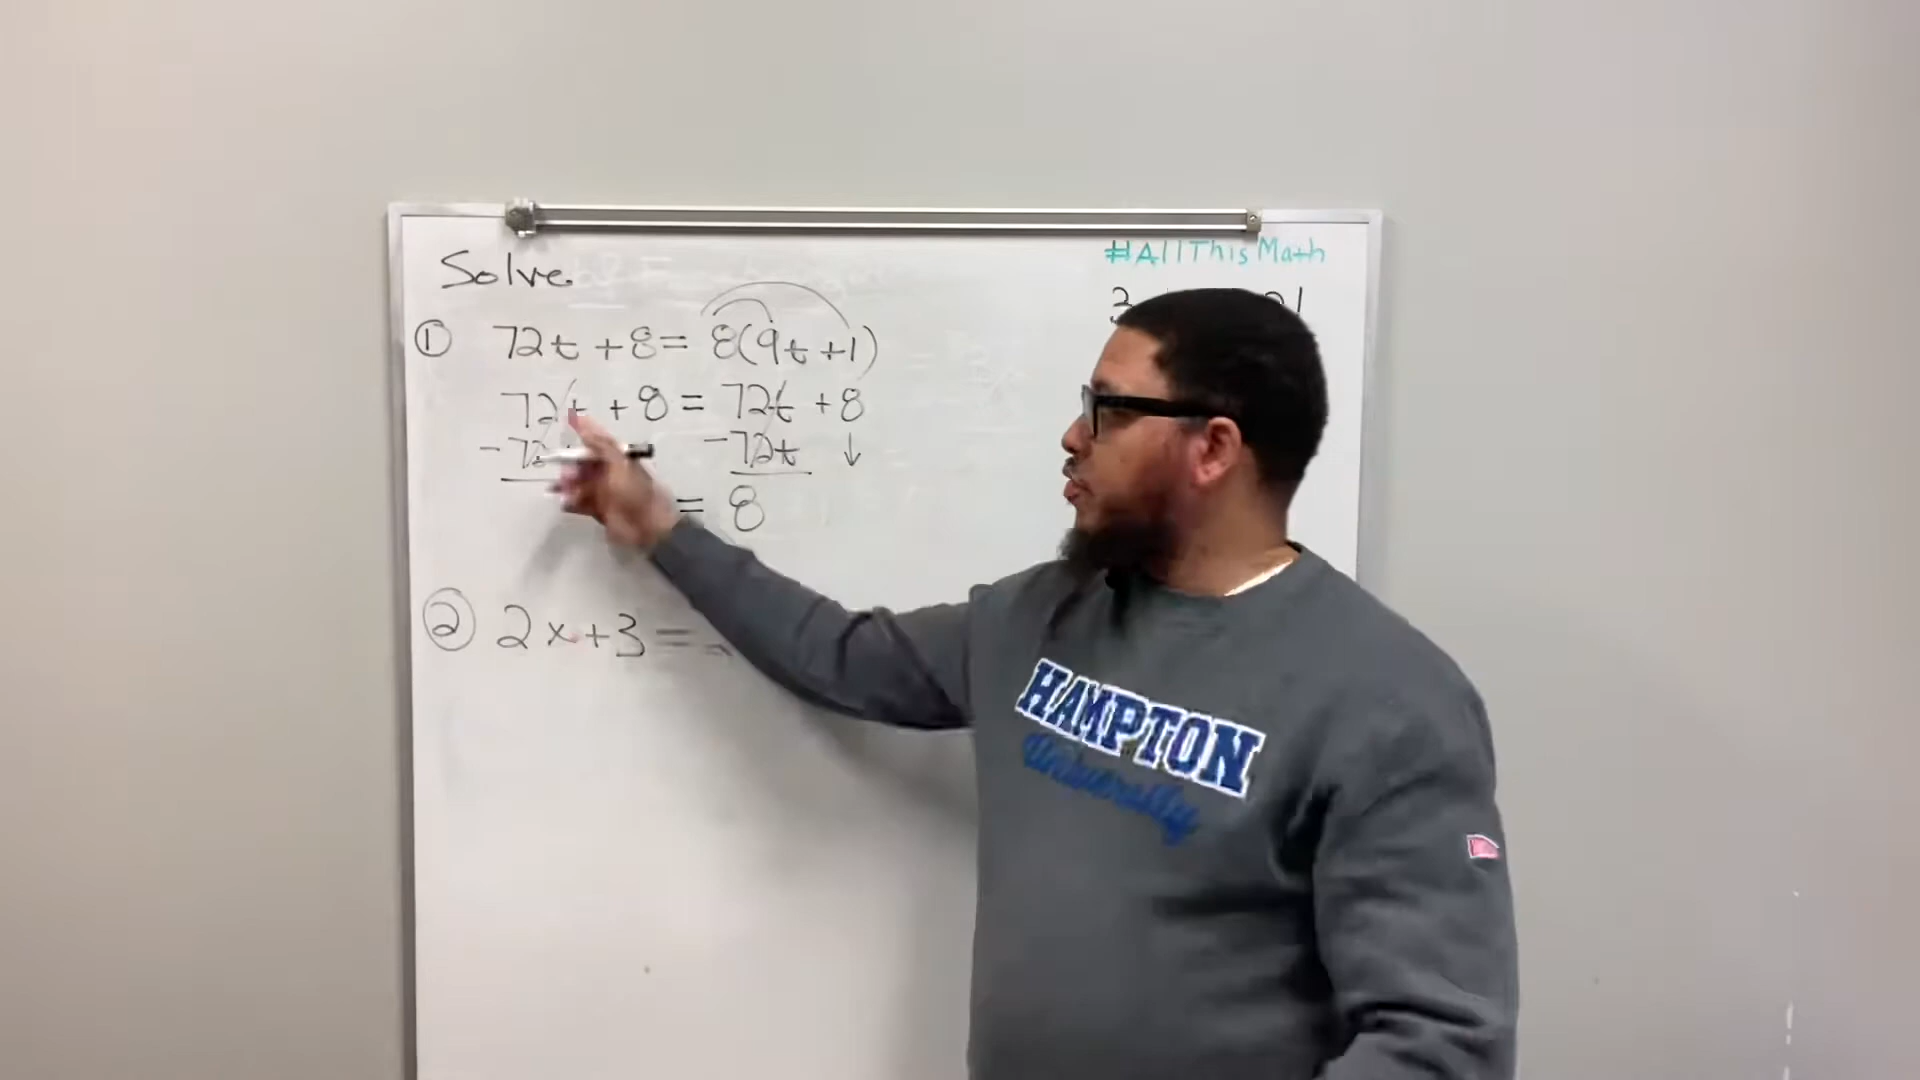 Solve
#AllThisMath
① 72t + 8 = 8(9t + 1)
72t + 8 = 72t + 8
-72 -72t ↓
= 8
② 2x + 3 =
HAMPTON
University